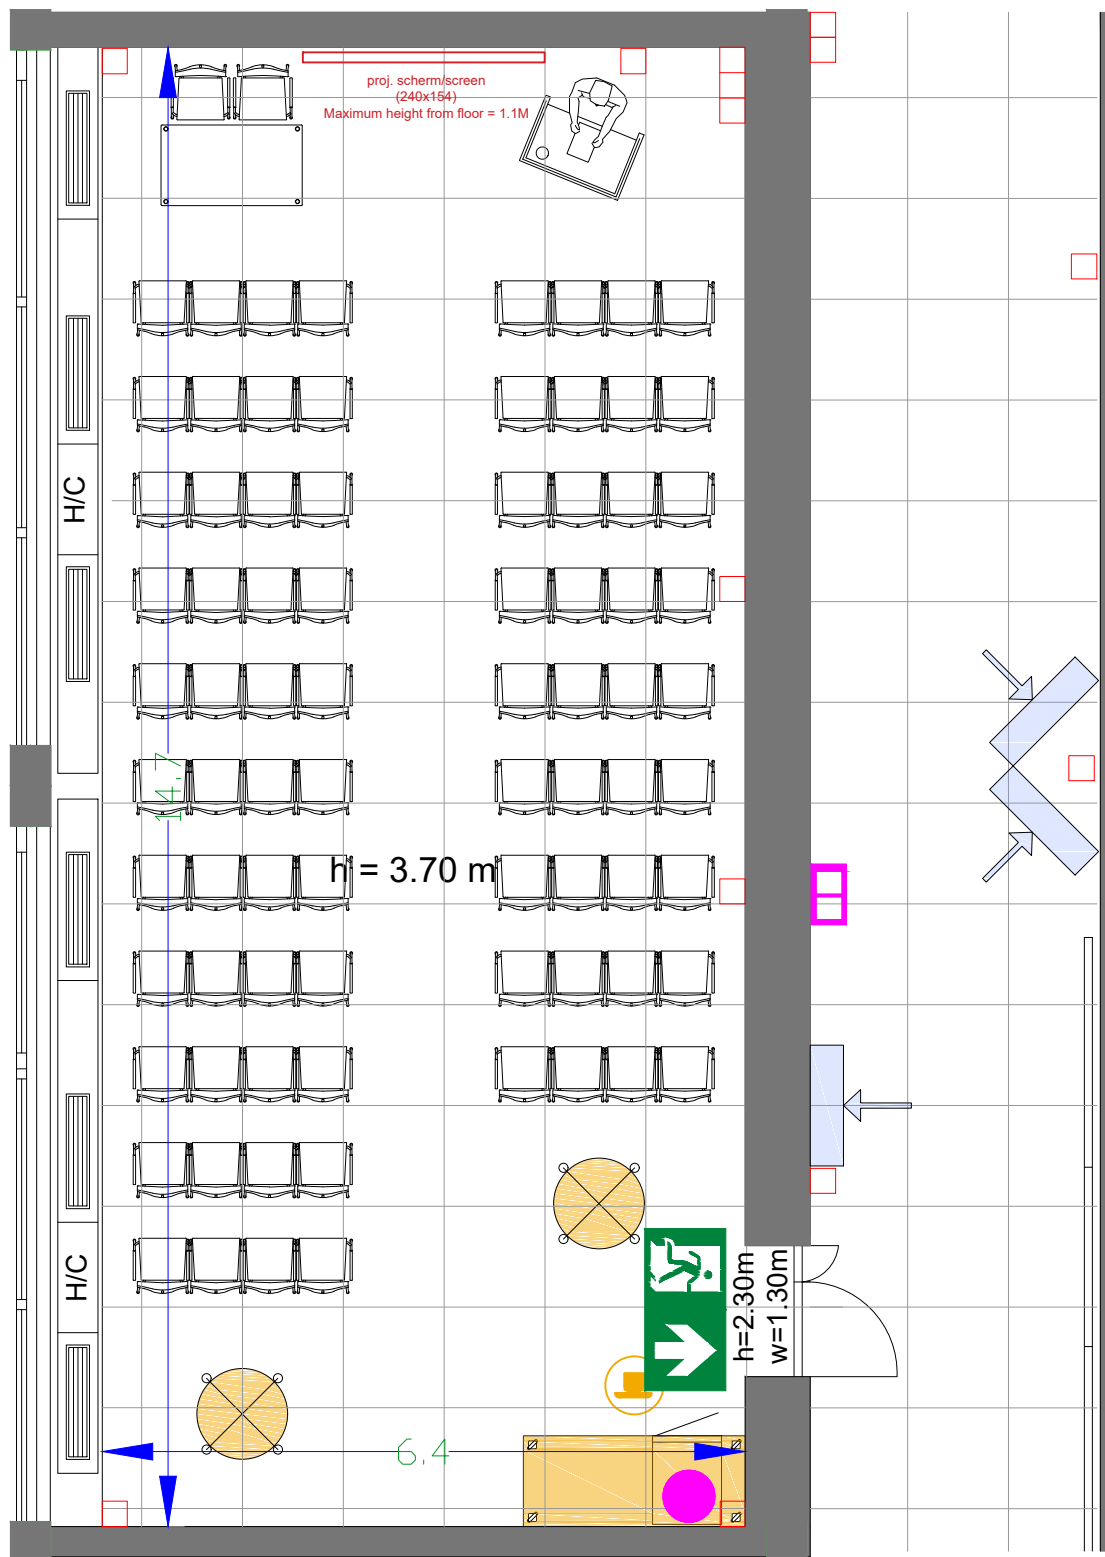 proj. scherm/screen
(240x154)
Maximum height from floor = 1.1M
H/C
14.7
h = 3.70 m
H/C
h=2.30m
w=1.30m
6,4